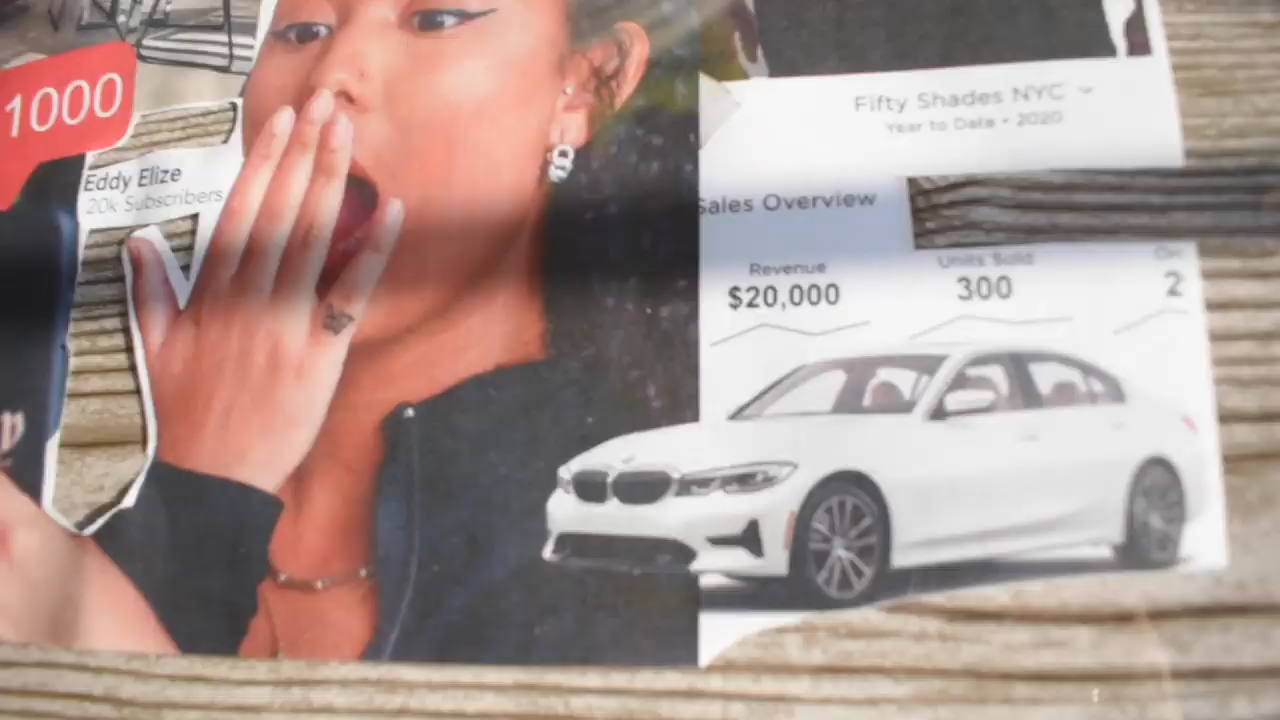 1000
Eddy Elize
20k Subscribers
Fifty Shades NYC
Year to Data • 2020
Sales Overview
Revenue
Units Sold
$20,000
300
2